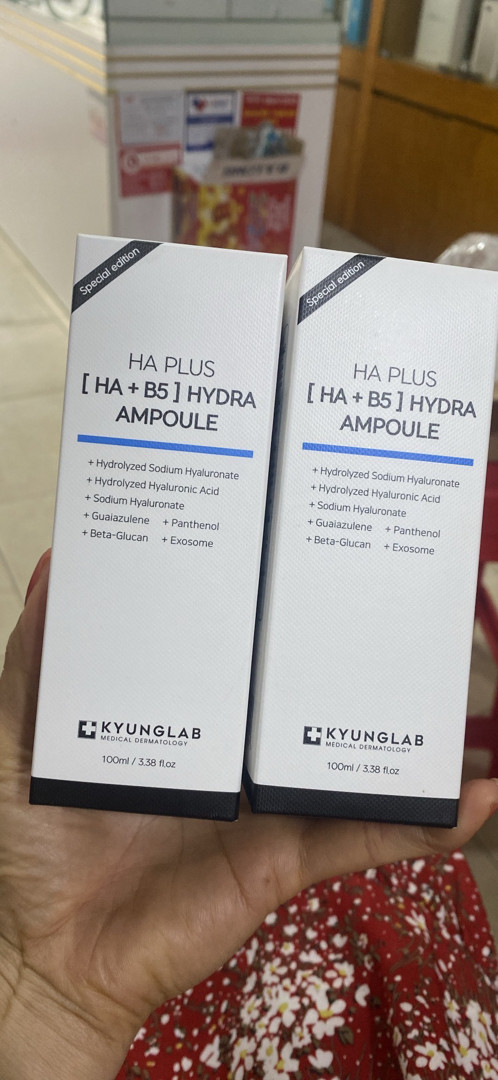 Special edition
HA PLUS
[ HA + B5 ] HYDRA
AMPOULE
+ Hydrolyzed Sodium Hyaluronate
+ Hydrolyzed Hyaluronic Acid
+ Sodium Hyaluronate
+ Guaiazulene + Panthenol
+ Beta-Glucan + Exosome
KYUNGLAB
MEDICAL DERMATOLOGY
100ml / 3.38 fl.oz
Special edition
HA PLUS
[ HA + B5 ] HYDRA
AMPOULE
+ Hydrolyzed Sodium Hyaluronate
+ Hydrolyzed Hyaluronic Acid
+ Sodium Hyaluronate
+ Guaiazulene + Panthenol
+ Beta-Glucan + Exosome
KYUNGLAB
MEDICAL DERMATOLOGY
100ml / 3.38 fl.oz